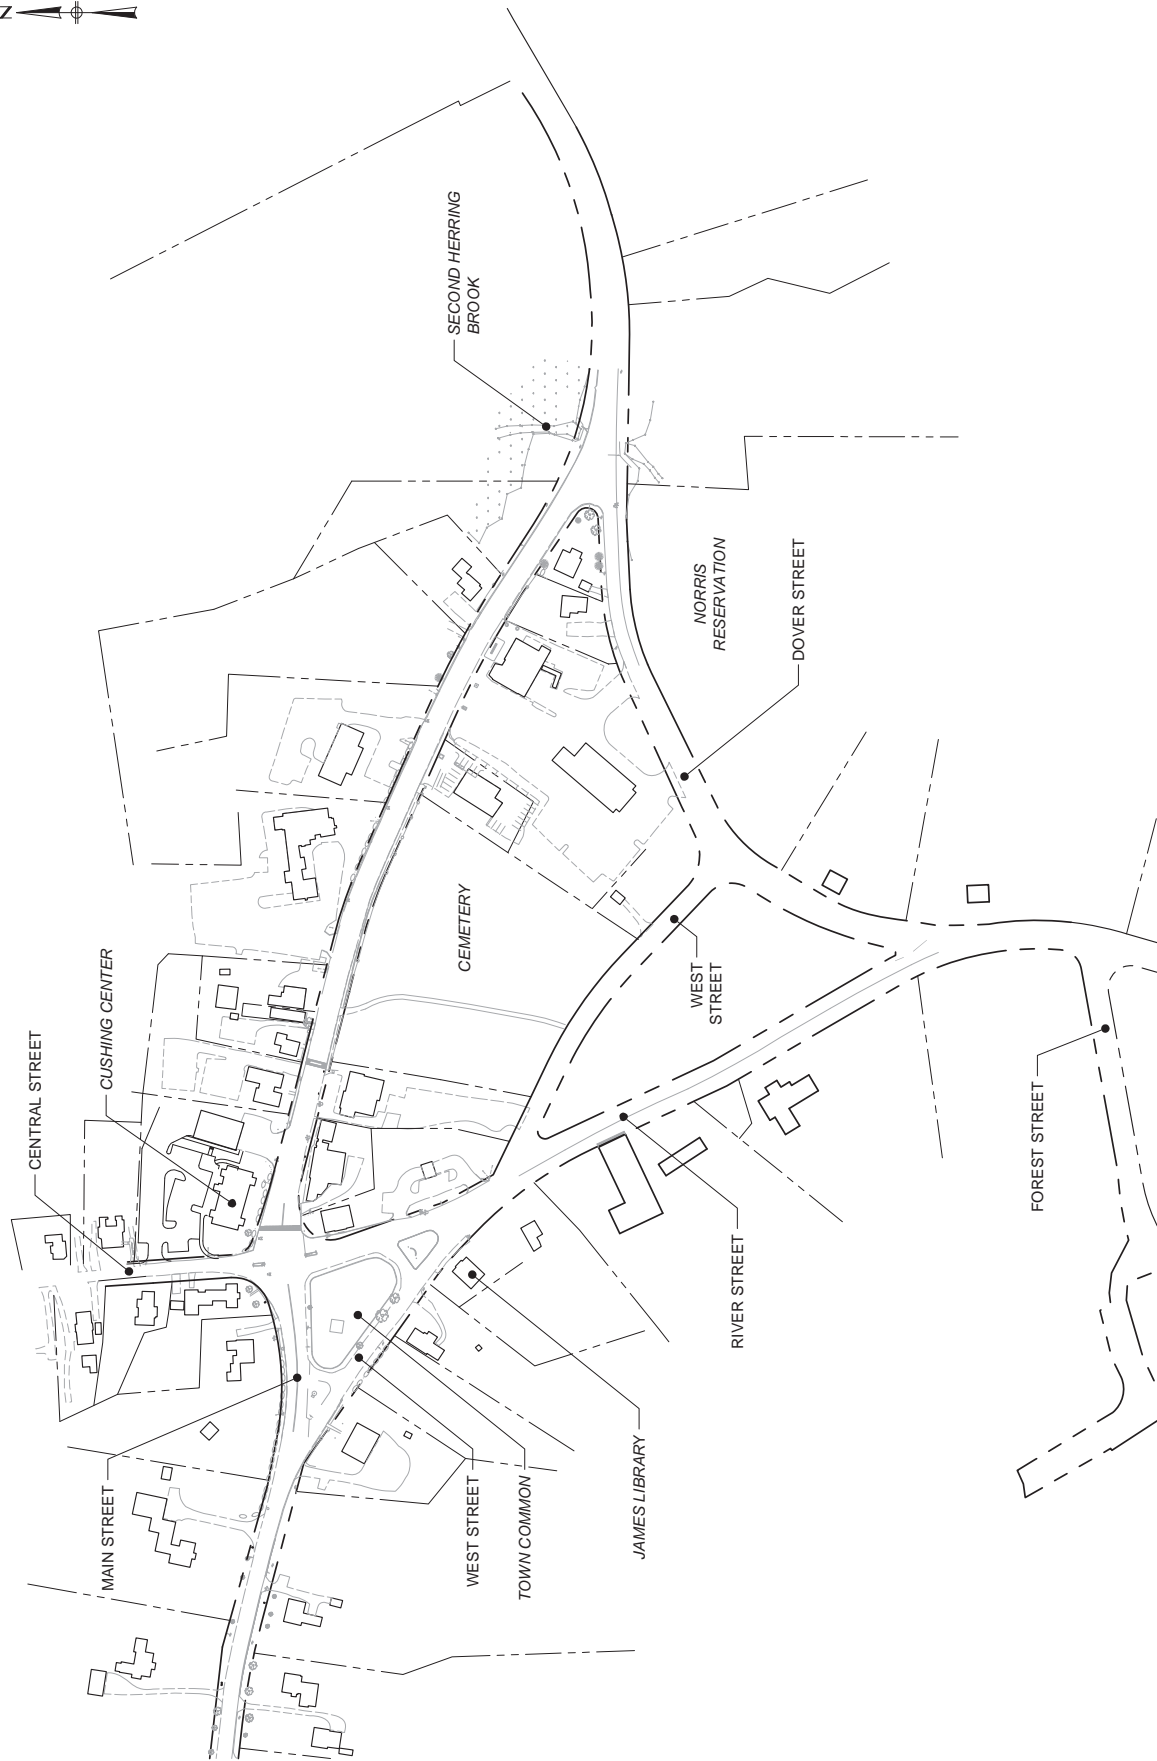 N
SECOND HERRING
BROOK
NORRIS
RESERVATION
DOVER STREET
CEMETERY
CUSHING CENTER
CENTRAL STREET
WEST
STREET
FOREST STREET
RIVER STREET
MAIN STREET
WEST STREET
TOWN COMMON
JAMES LIBRARY